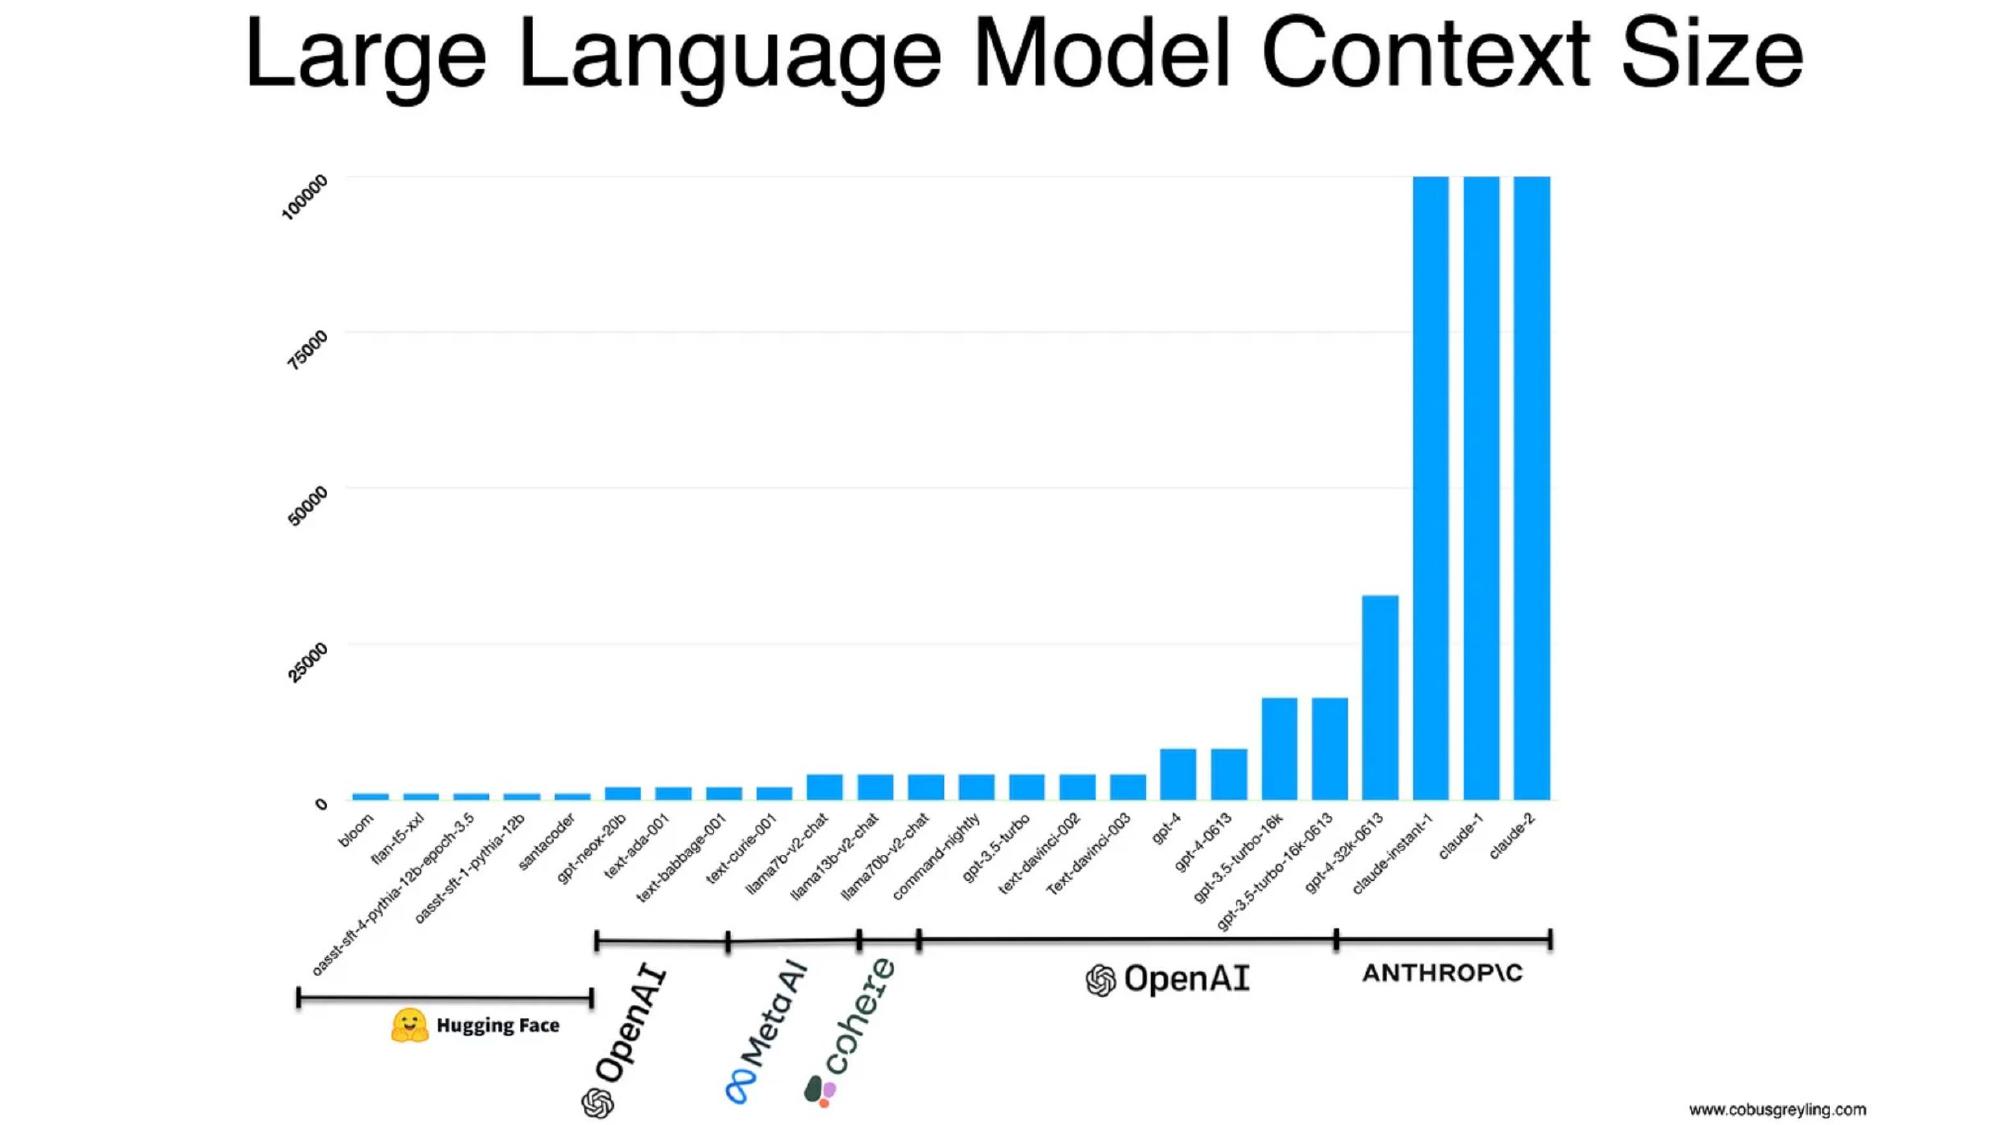 Large Language Model Context Size
100000
75000
50000
25000
0
bloom
flan-t5-xxl
oasst-sft-4-pythia-12b-epoch-3.5
oasst-sft-1-pythia-12b
santacoder
gpt-neox-20b
text-ada-001
text-babbage-001
text-curie-001
llama7b-v2-chat
llama13b-v2-chat
llama70b-v2-chat
command-nightly
gpt-3.5-turbo
text-davinci-002
Text-davinci-003
gpt-4
gpt-4-0613
gpt-3.5-turbo-16k
gpt-3.5-turbo-16k-0613
gpt-4-32k-0613
claude-instant-1
claude-1
claude-2
Hugging Face
OpenAI
Meta AI
cohere
OpenAI
ANTHROP\C
www.cobusgreyling.com